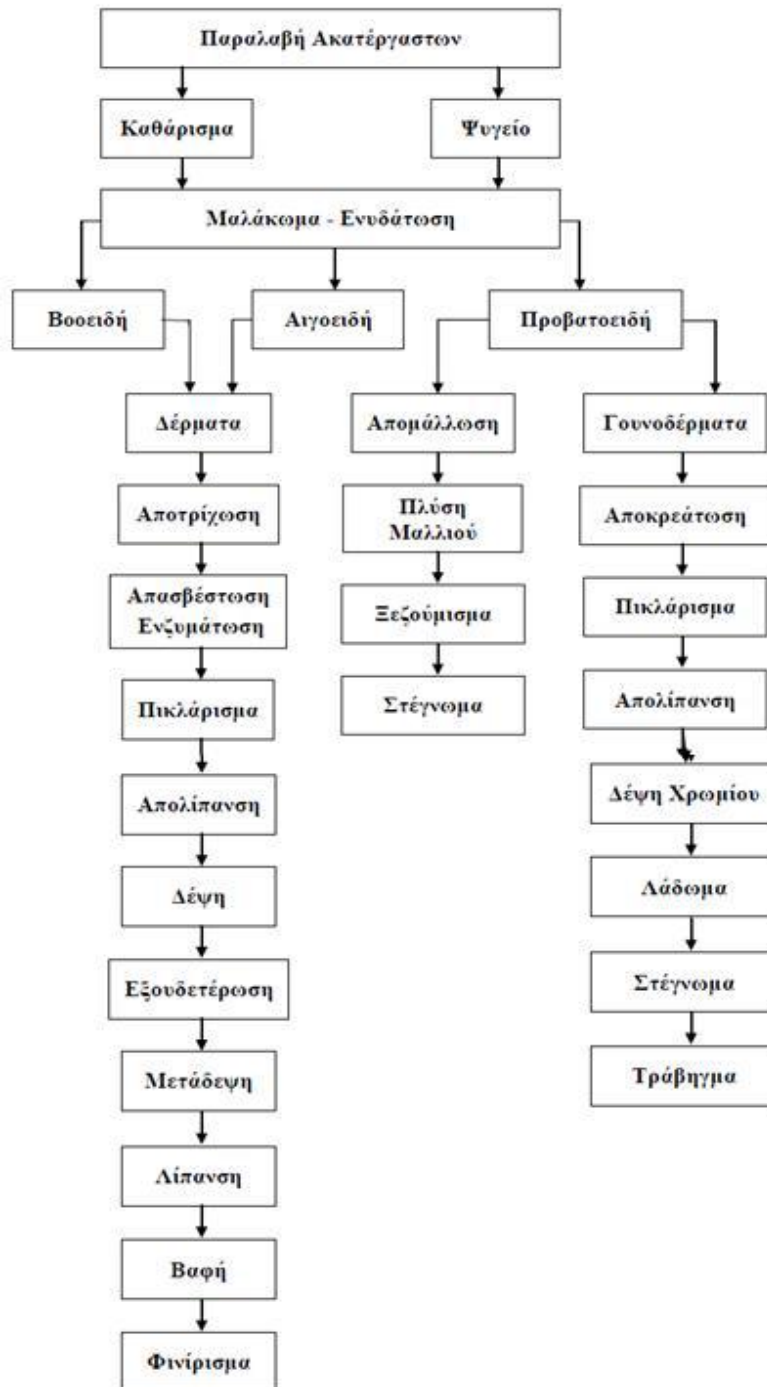 Παραλαβή Ακατέργαστων
Καθάρισμα
Ψυγείο
Μαλάκωμα - Ενυδάτωση
Βοοειδή
Αιγοειδή
Προβατοειδή
Δέρματα
Απομάλλωση
Γουνοδέρματα
Αποτρίχωση
Πλύση
Μαλλιού
Αποκρεάτωση
Απασβέστωση
Ενζυμάτωση
Ξεζούμισμα
Πικλάρισμα
Πικλάρισμα
Στέγνωμα
Απολίπανση
Απολίπανση
Δέψη Χρωμίου
Δέψη
Λάδωμα
Εξουδετέρωση
Στέγνωμα
Μετάδεψη
Τράβηγμα
Λίπανση
Βαφή
Φινίρισμα